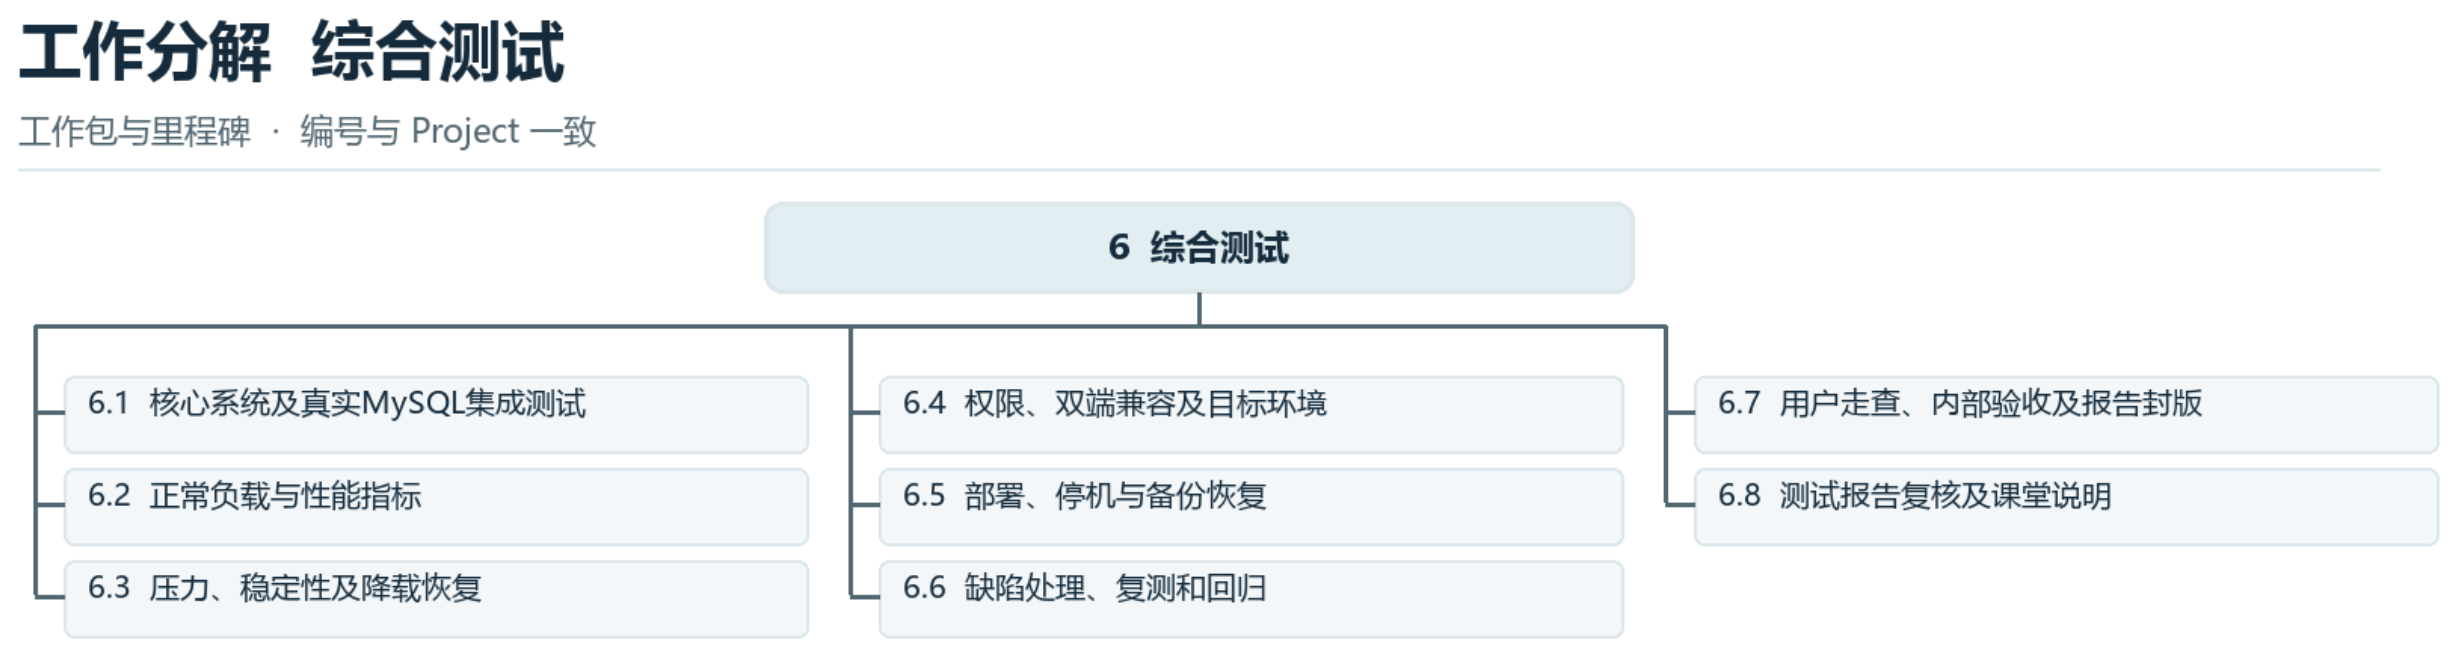 工作分解 综合测试
工作包与里程碑 · 编号与 Project 一致
6 综合测试
6.1 核心系统及真实MySQL集成测试
6.2 正常负载与性能指标
6.3 压力、稳定性及降载恢复
6.4 权限、双端兼容及目标环境
6.5 部署、停机与备份恢复
6.6 缺陷处理、复测和回归
6.7 用户走查、内部验收及报告封版
6.8 测试报告复核及课堂说明